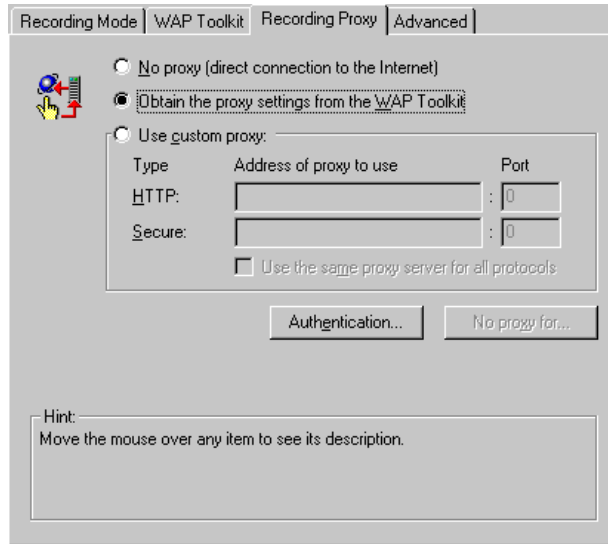 Recording Mode WAP Toolkit Recording Proxy Advanced
No proxy (direct connection to the Internet)
Obtain the proxy settings from the WAP Toolkit
Use custom proxy:
Type Address of proxy to use Port
HTTP: : 0
Secure: : 0
Use the same proxy server for all protocols
Authentication... No proxy for...
Hint:
Move the mouse over any item to see its description.